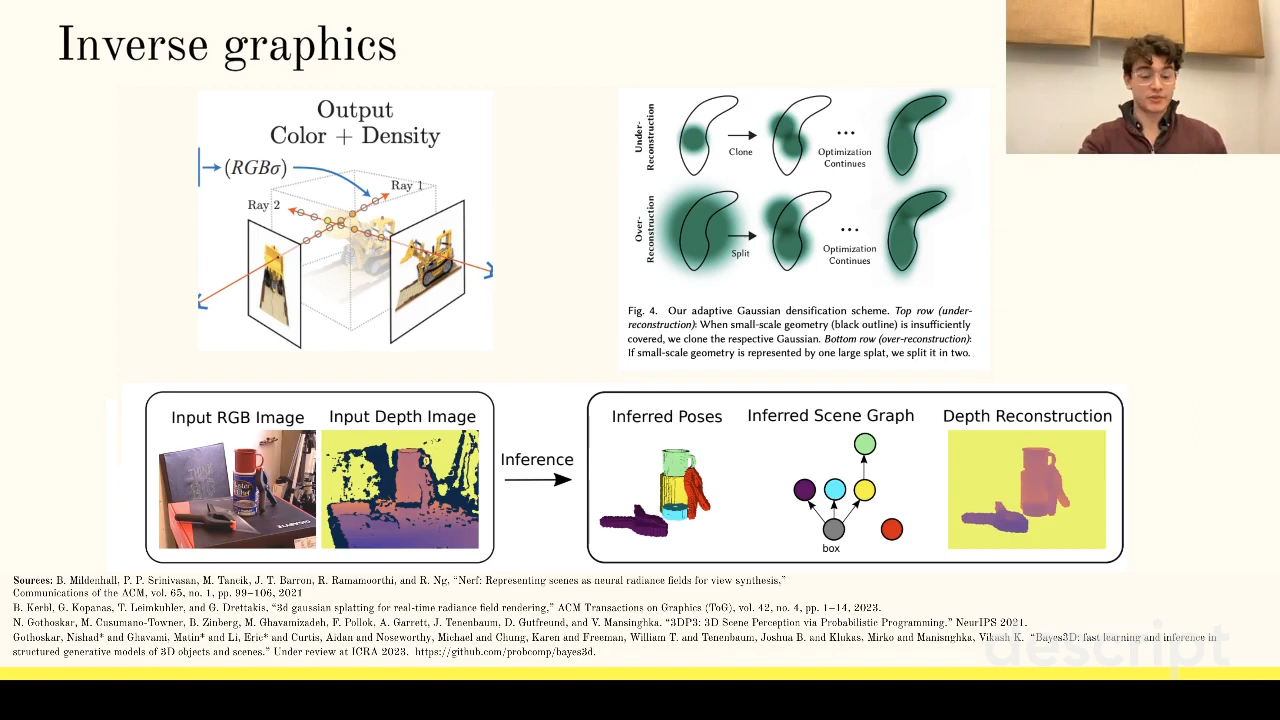 Inverse graphics
Output
Color + Density
(RGBσ)
Ray 1
Ray 2
Under-
Reconstruction
Clone
...
Optimization
Continues
Over-
Reconstruction
Split
...
Optimization
Continues
Fig. 4. Our adaptive Gaussian densification scheme. Top row (under-
reconstruction): When small-scale geometry (black outline) is insufficiently
covered, we clone the respective Gaussian. Bottom row (over-reconstruction):
If small-scale geometry is represented by one large splat, we split it in two.
Input RGB Image
Input Depth Image
Inference
Inferred Poses
Inferred Scene Graph
box
Depth Reconstruction
Sources: B. Mildenhall, P. P. Srinivasan, M. Tancik, J. T. Barron, R. Ramamoorthi, and R. Ng, “Nerf: Representing scenes as neural radiance fields for view synthesis,”
Communications of the ACM, vol. 65, no. 1, pp. 99–106, 2021
B. Kerbl, G. Kopanas, T. Leimkuhler, and G. Drettakis, “3d gaussian splatting for real-time radiance field rendering,” ACM Transactions on Graphics (ToG), vol. 42, no. 4, pp. 1–14, 2023.
N. Gothoskar, M. Cusumano-Towner, B. Zinberg, M. Ghavamizadeh, F. Pollok, A. Garrett, J. Tenenbaum, D. Gutfreund, and V. Mansinghka. “3DP3: 3D Scene Perception via Probabilistic Programming.” NeurIPS 2021.
Gothoskar, Nishad* and Ghavami, Matin* and Li, Eric* and Curtis, Aidan and Noseworthy, Michael and Chung, Karen and Freeman, William T. and Tenenbaum, Joshua B. and Klukas, Mirko and Mansinghka, Vikash K. “Bayes3D: fast learning and inference in
structured generative models of 3D objects and scenes.” Under review at ICRA 2023. https://github.com/probcomp/bayes3d.
descript